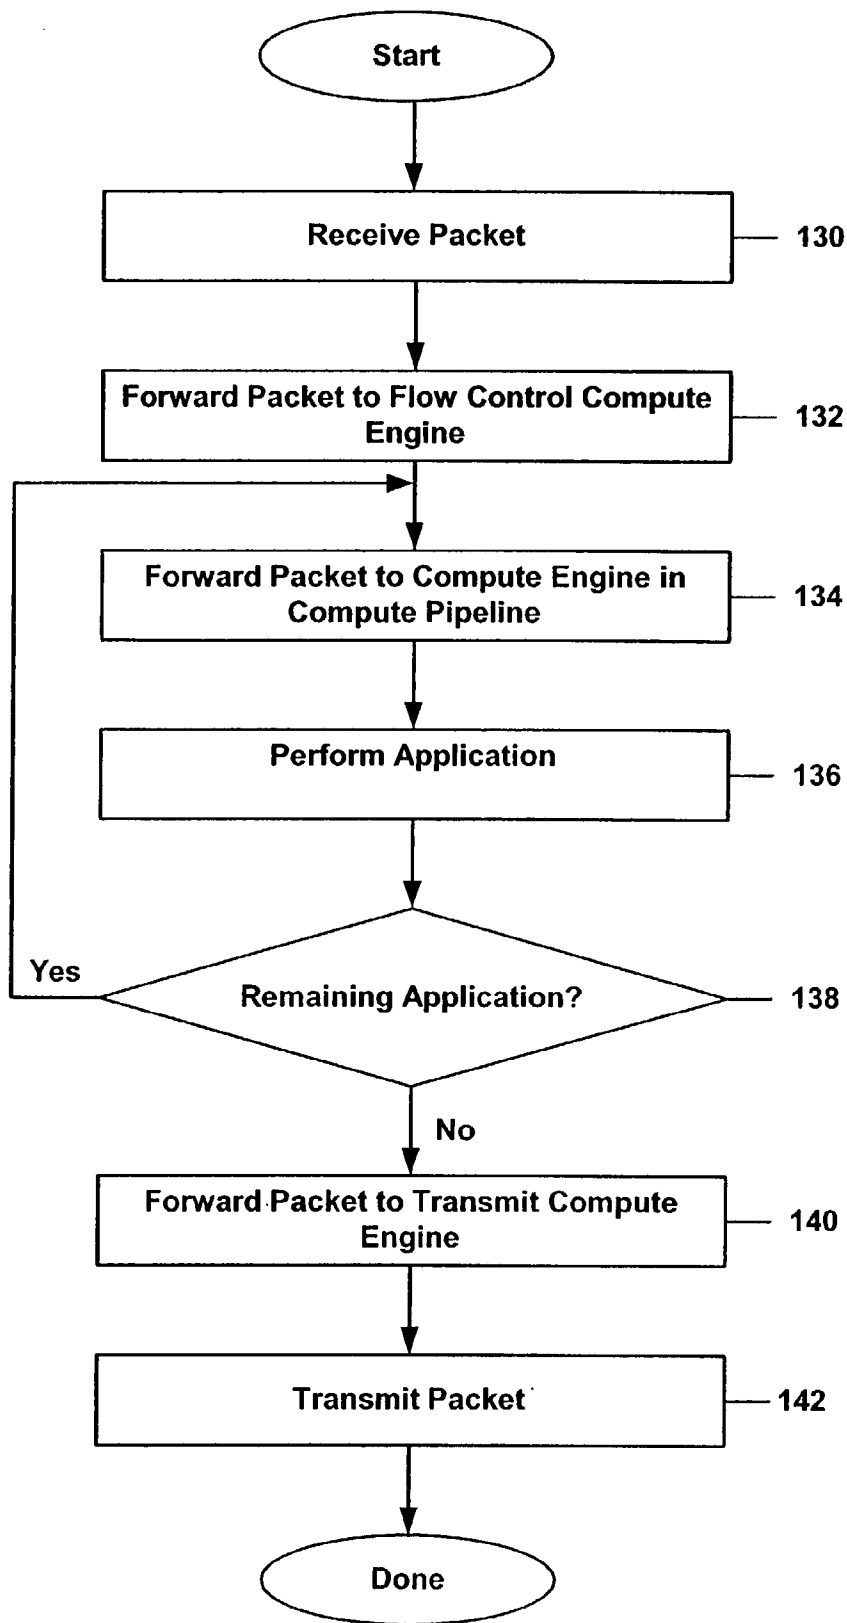 Start
Receive Packet
130
Forward Packet to Flow Control Compute
Engine
132
Forward Packet to Compute Engine in
Compute Pipeline
134
Perform Application
136
Yes
Remaining Application?
138
No
Forward Packet to Transmit Compute
Engine
140
Transmit Packet
142
Done